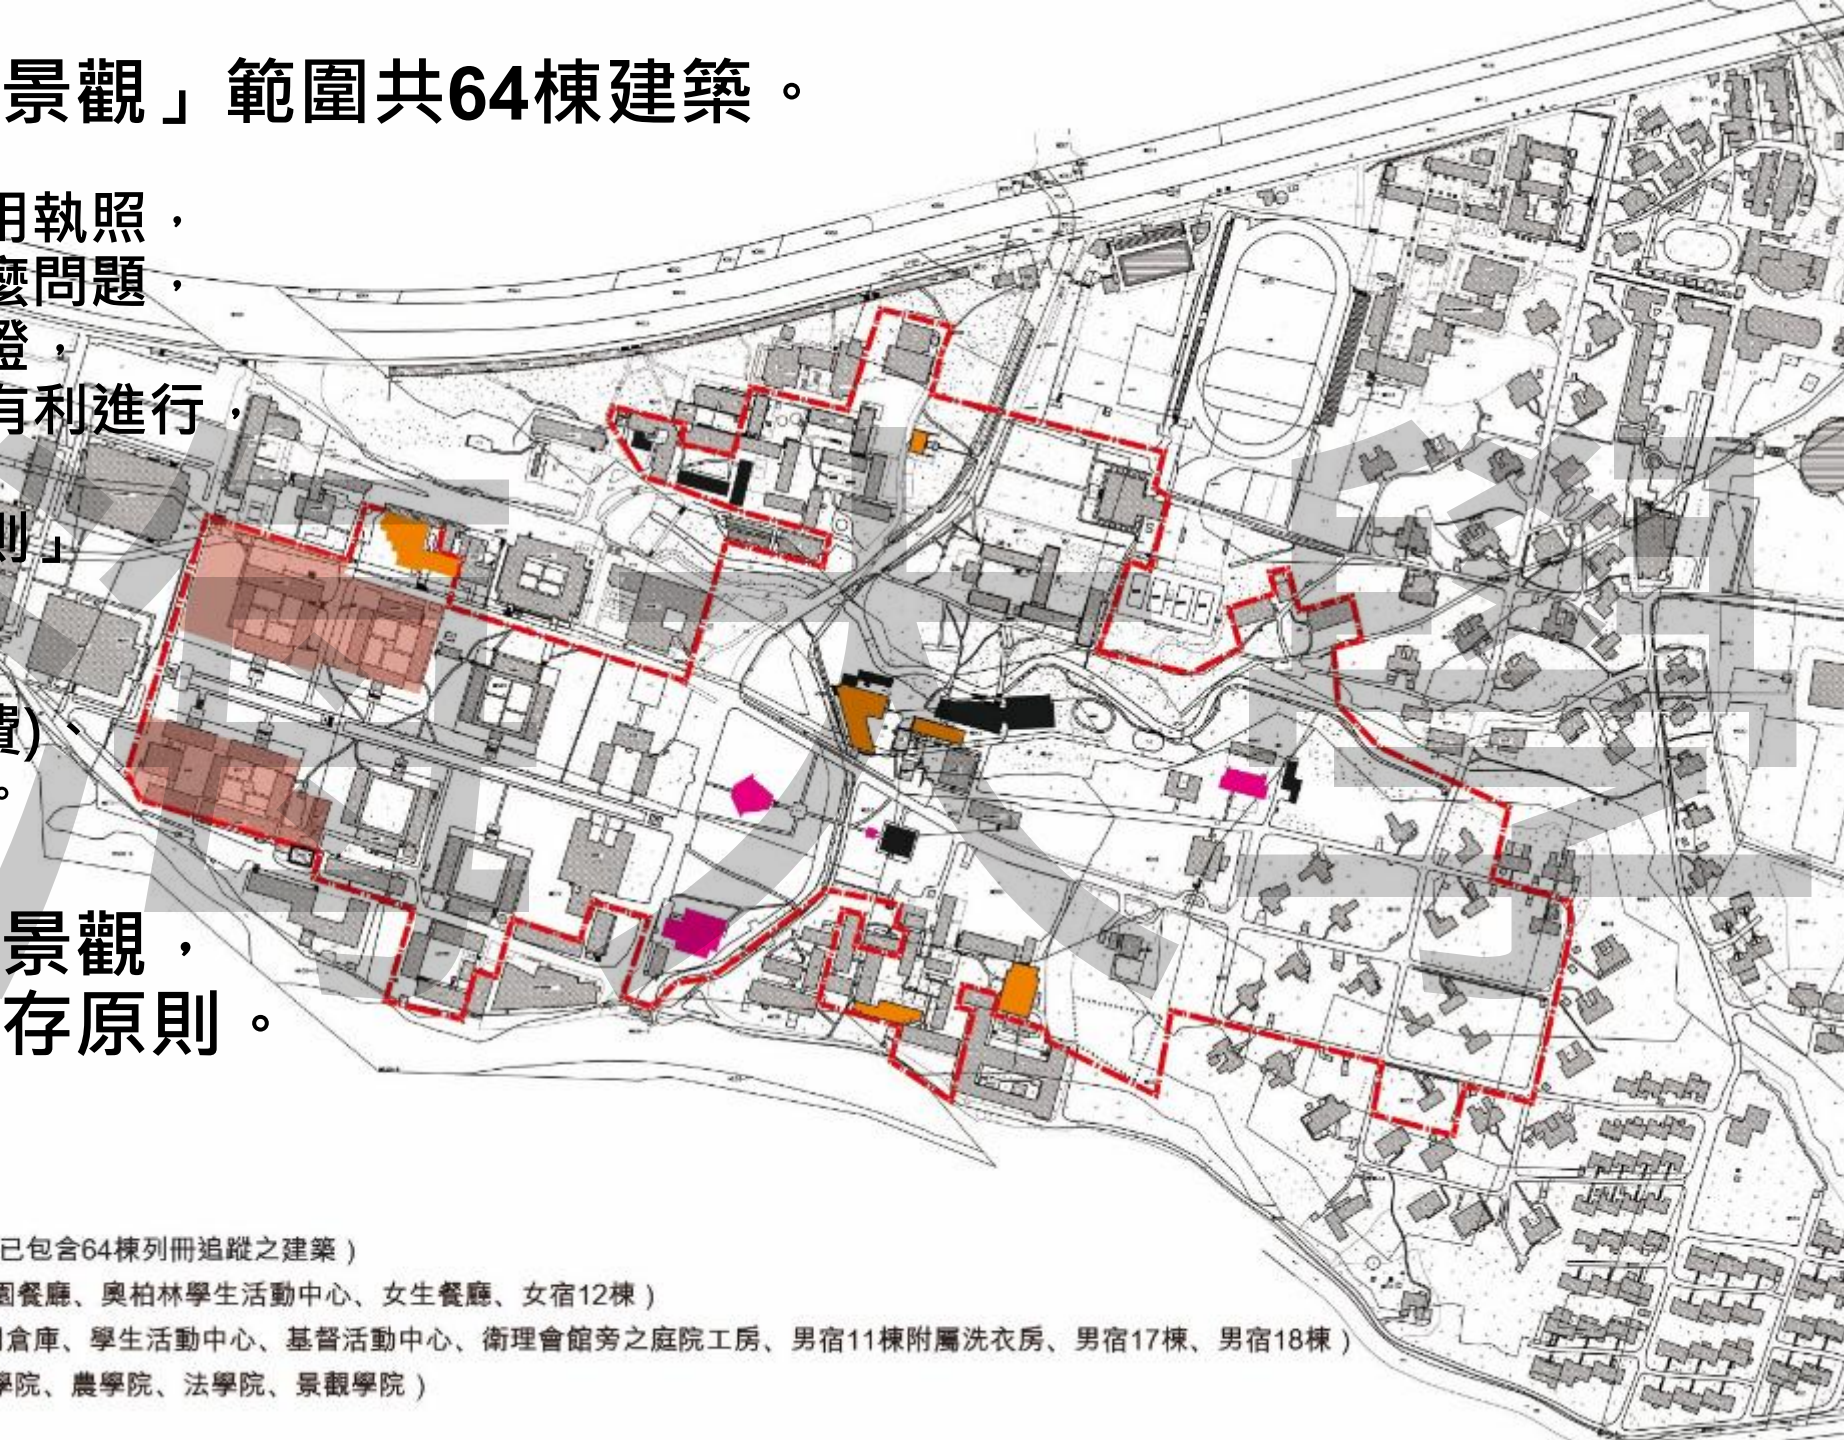 景觀」範圍共64棟建築。
用執照，
麼問題，
證，
有利進行，
則」
費)、
。
景觀，
存原則。
已包含64棟列冊追蹤之建築）
園餐廳、奧柏林學生活動中心、女生餐廳、女宿12棟）
倉庫、學生活動中心、基督活動中心、衛理會館旁之庭院工房、男宿11棟附屬洗衣房、男宿17棟、男宿18棟）
學院、農學院、法學院、景觀學院）
大學